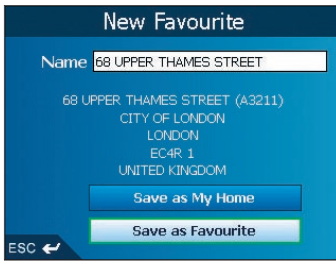 New Favourite
Name 68 UPPER THAMES STREET
68 UPPER THAMES STREET (A3211)
CITY OF LONDON
LONDON
EC4R 1
UNITED KINGDOM
Save as My Home
Save as Favourite
ESC